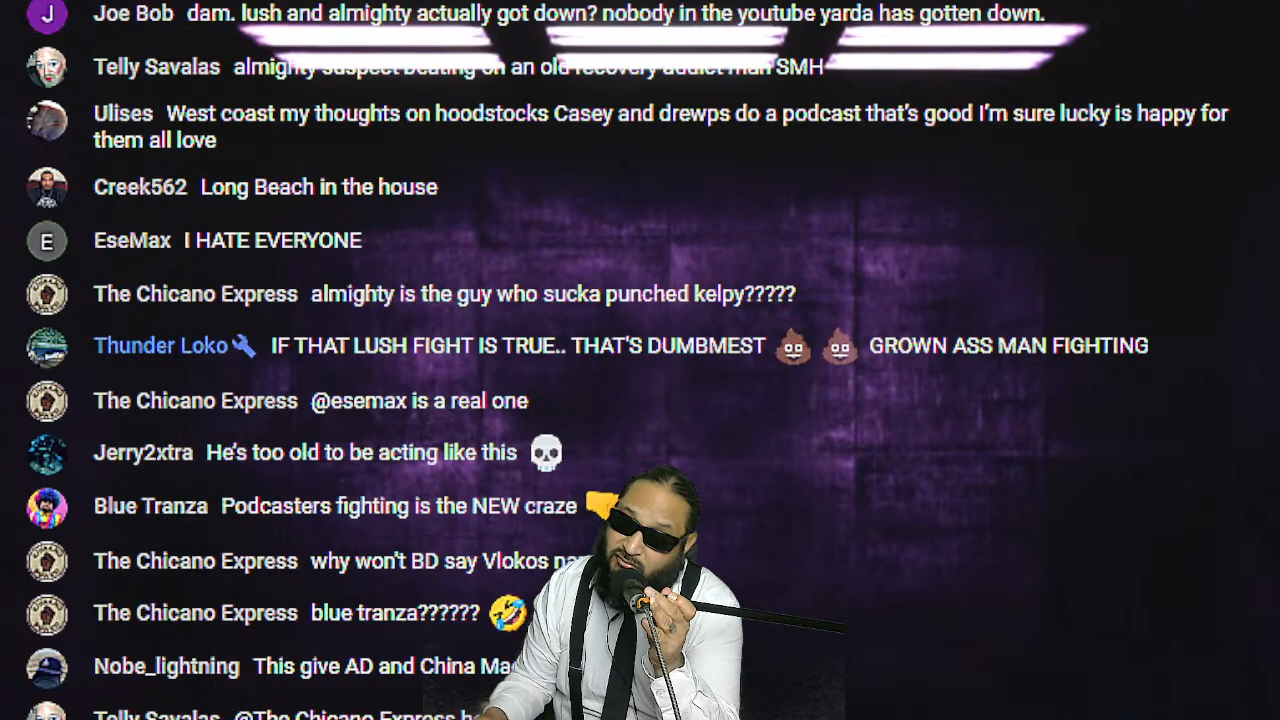 J
Joe Bob dam. lush and almighty actually got down? nobody in the youtube yarda has gotten down.
Telly Savalas almighty suspect beating on an old recovery addict man SMH
Ulises West coast my thoughts on hoodstocks Casey and drewps do a podcast that's good I'm sure lucky is happy for
them all love
Creek562 Long Beach in the house
E
EseMax I HATE EVERYONE
The Chicano Express almighty is the guy who sucka punched kelpy?????
Thunder Loko IF THAT LUSH FIGHT IS TRUE.. THAT'S DUMBMEST 💩 💩 GROWN ASS MAN FIGHTING
The Chicano Express @esemax is a real one
Jerry2xtra He's too old to be acting like this 💀
Blue Tranza Podcasters fighting is the NEW craze
The Chicano Express why won't BD say Vlokos
The Chicano Express blue tranza?????? 🤣
Nobe_lightning This give AD and China
Telly Savalas @The Chicano Express